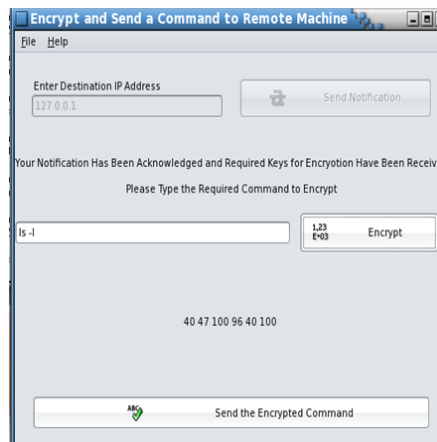 Encrypt and Send a Command to Remote Machine
File Help
Enter Destination IP Address
127.0.0.1
Send Notification
Your Notification Has Been Acknowledged and Required Keys for Encryotion Have Been Receiv
Please Type the Required Command to Encrypt
ls -l
1,23
E+03
Encrypt
40 47 100 96 40 100
ABC
Send the Encrypted Command